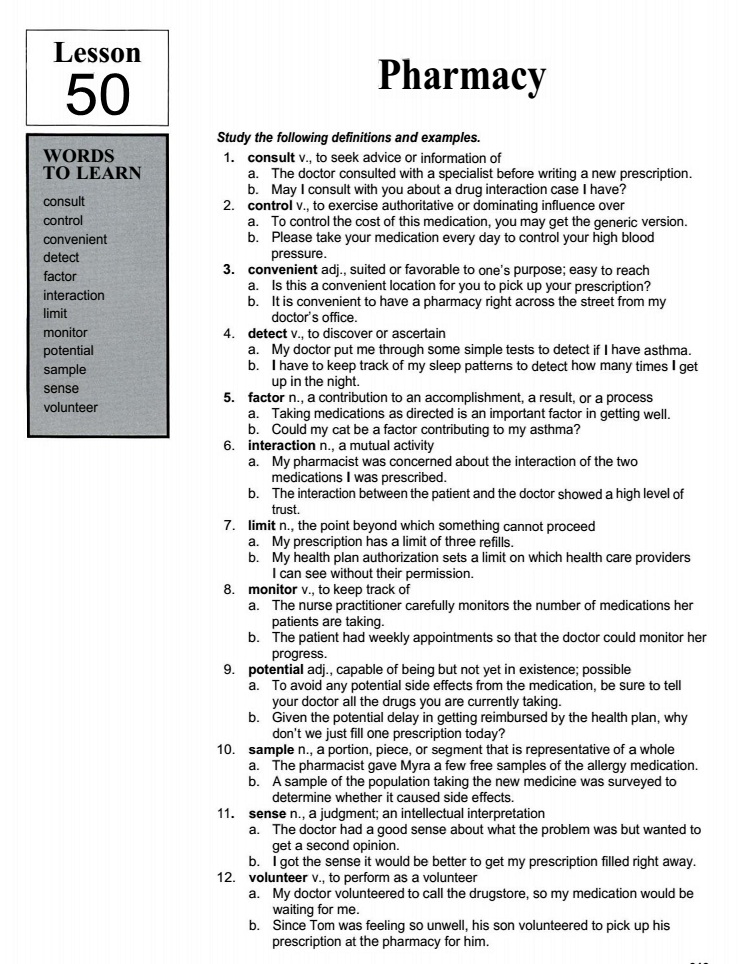 Lesson
50
Pharmacy
WORDS
TO LEARN
consult
control
convenient
detect
factor
interaction
limit
monitor
potential
sample
sense
volunteer
Study the following definitions and examples.
1. consult v., to seek advice or information of
a. The doctor consulted with a specialist before writing a new prescription.
b. May I consult with you about a drug interaction case I have?
2. control v., to exercise authoritative or dominating influence over
a. To control the cost of this medication, you may get the generic version.
b. Please take your medication every day to control your high blood
pressure.
3. convenient adj., suited or favorable to one's purpose; easy to reach
a. Is this a convenient location for you to pick up your prescription?
b. It is convenient to have a pharmacy right across the street from my
doctor's office.
4. detect v., to discover or ascertain
a. My doctor put me through some simple tests to detect if I have asthma.
b. I have to keep track of my sleep patterns to detect how many times I get
up in the night.
5. factor n., a contribution to an accomplishment, a result, or a process
a. Taking medications as directed is an important factor in getting well.
b. Could my cat be a factor contributing to my asthma?
6. interaction n., a mutual activity
a. My pharmacist was concerned about the interaction of the two
medications I was prescribed.
b. The interaction between the patient and the doctor showed a high level of
trust.
7. limit n., the point beyond which something cannot proceed
a. My prescription has a limit of three refills.
b. My health plan authorization sets a limit on which health care providers
I can see without their permission.
8. monitor v., to keep track of
a. The nurse practitioner carefully monitors the number of medications her
patients are taking.
b. The patient had weekly appointments so that the doctor could monitor her
progress.
9. potential adj., capable of being but not yet in existence; possible
a. To avoid any potential side effects from the medication, be sure to tell
your doctor all the drugs you are currently taking.
b. Given the potential delay in getting reimbursed by the health plan, why
don't we just fill one prescription today?
10. sample n., a portion, piece, or segment that is representative of a whole
a. The pharmacist gave Myra a few free samples of the allergy medication.
b. A sample of the population taking the new medicine was surveyed to
determine whether it caused side effects.
11. sense n., a judgment; an intellectual interpretation
a. The doctor had a good sense about what the problem was but wanted to
get a second opinion.
b. I got the sense it would be better to get my prescription filled right away.
12. volunteer v., to perform as a volunteer
a. My doctor volunteered to call the drugstore, so my medication would be
waiting for me.
b. Since Tom was feeling so unwell, his son volunteered to pick up his
prescription at the pharmacy for him.